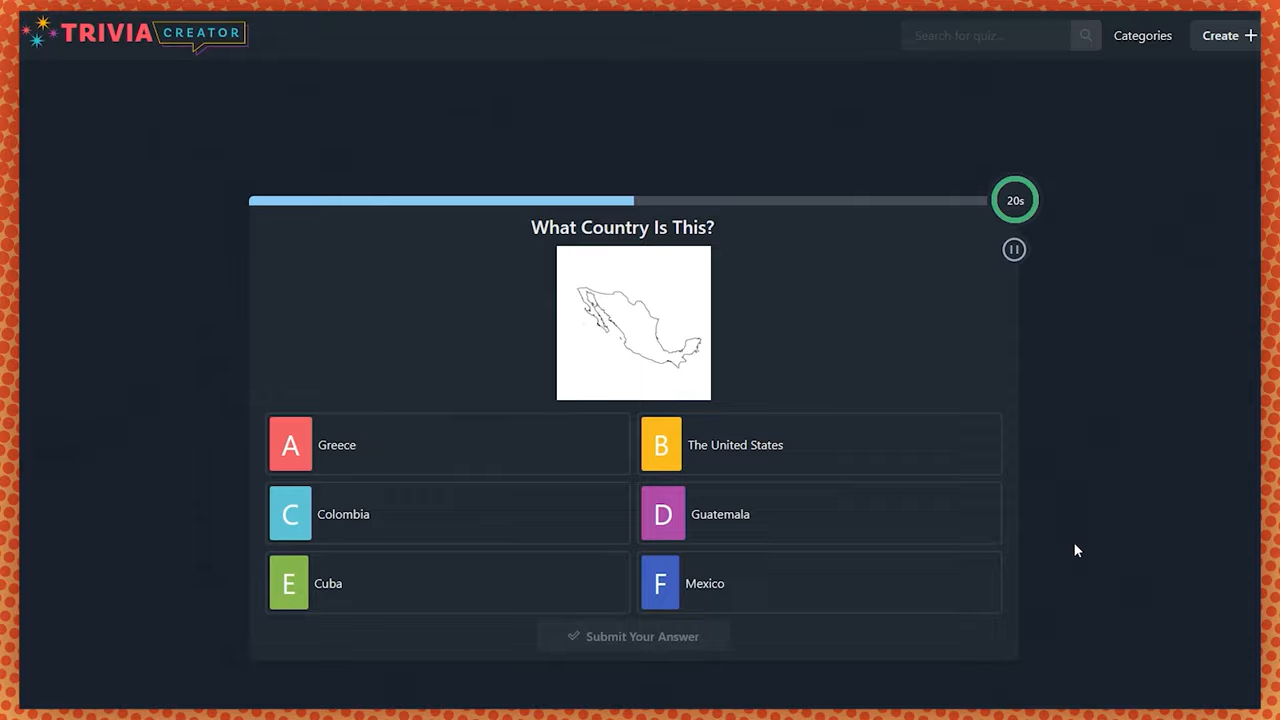 TRIVIA CREATOR
Search for quiz...
Categories
Create +
20s
What Country Is This?
A Greece
B The United States
C Colombia
D Guatemala
E Cuba
F Mexico
Submit Your Answer